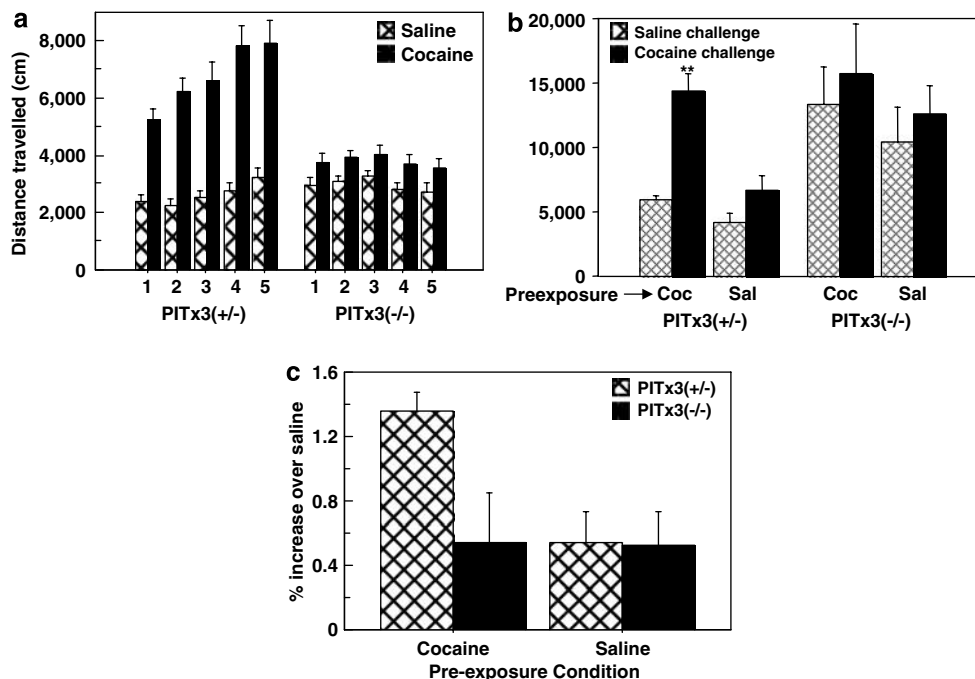 a
Distance travelled (cm)
8,000
6,000
4,000
2,000
0
Saline
Cocaine
1 2 3 4 5 1 2 3 4 5
PITx3(+/-) PITx3(-/-)
b
20,000
15,000
10,000
5,000
0
Saline challenge
Cocaine challenge
**
Preexposure → Coc Sal Coc Sal
PITx3(+/-) PITx3(-/-)
c
% increase over saline
1.6
1.2
0.8
0.4
0
PITx3(+/-)
PITx3(-/-)
Cocaine Saline
Pre-exposure Condition